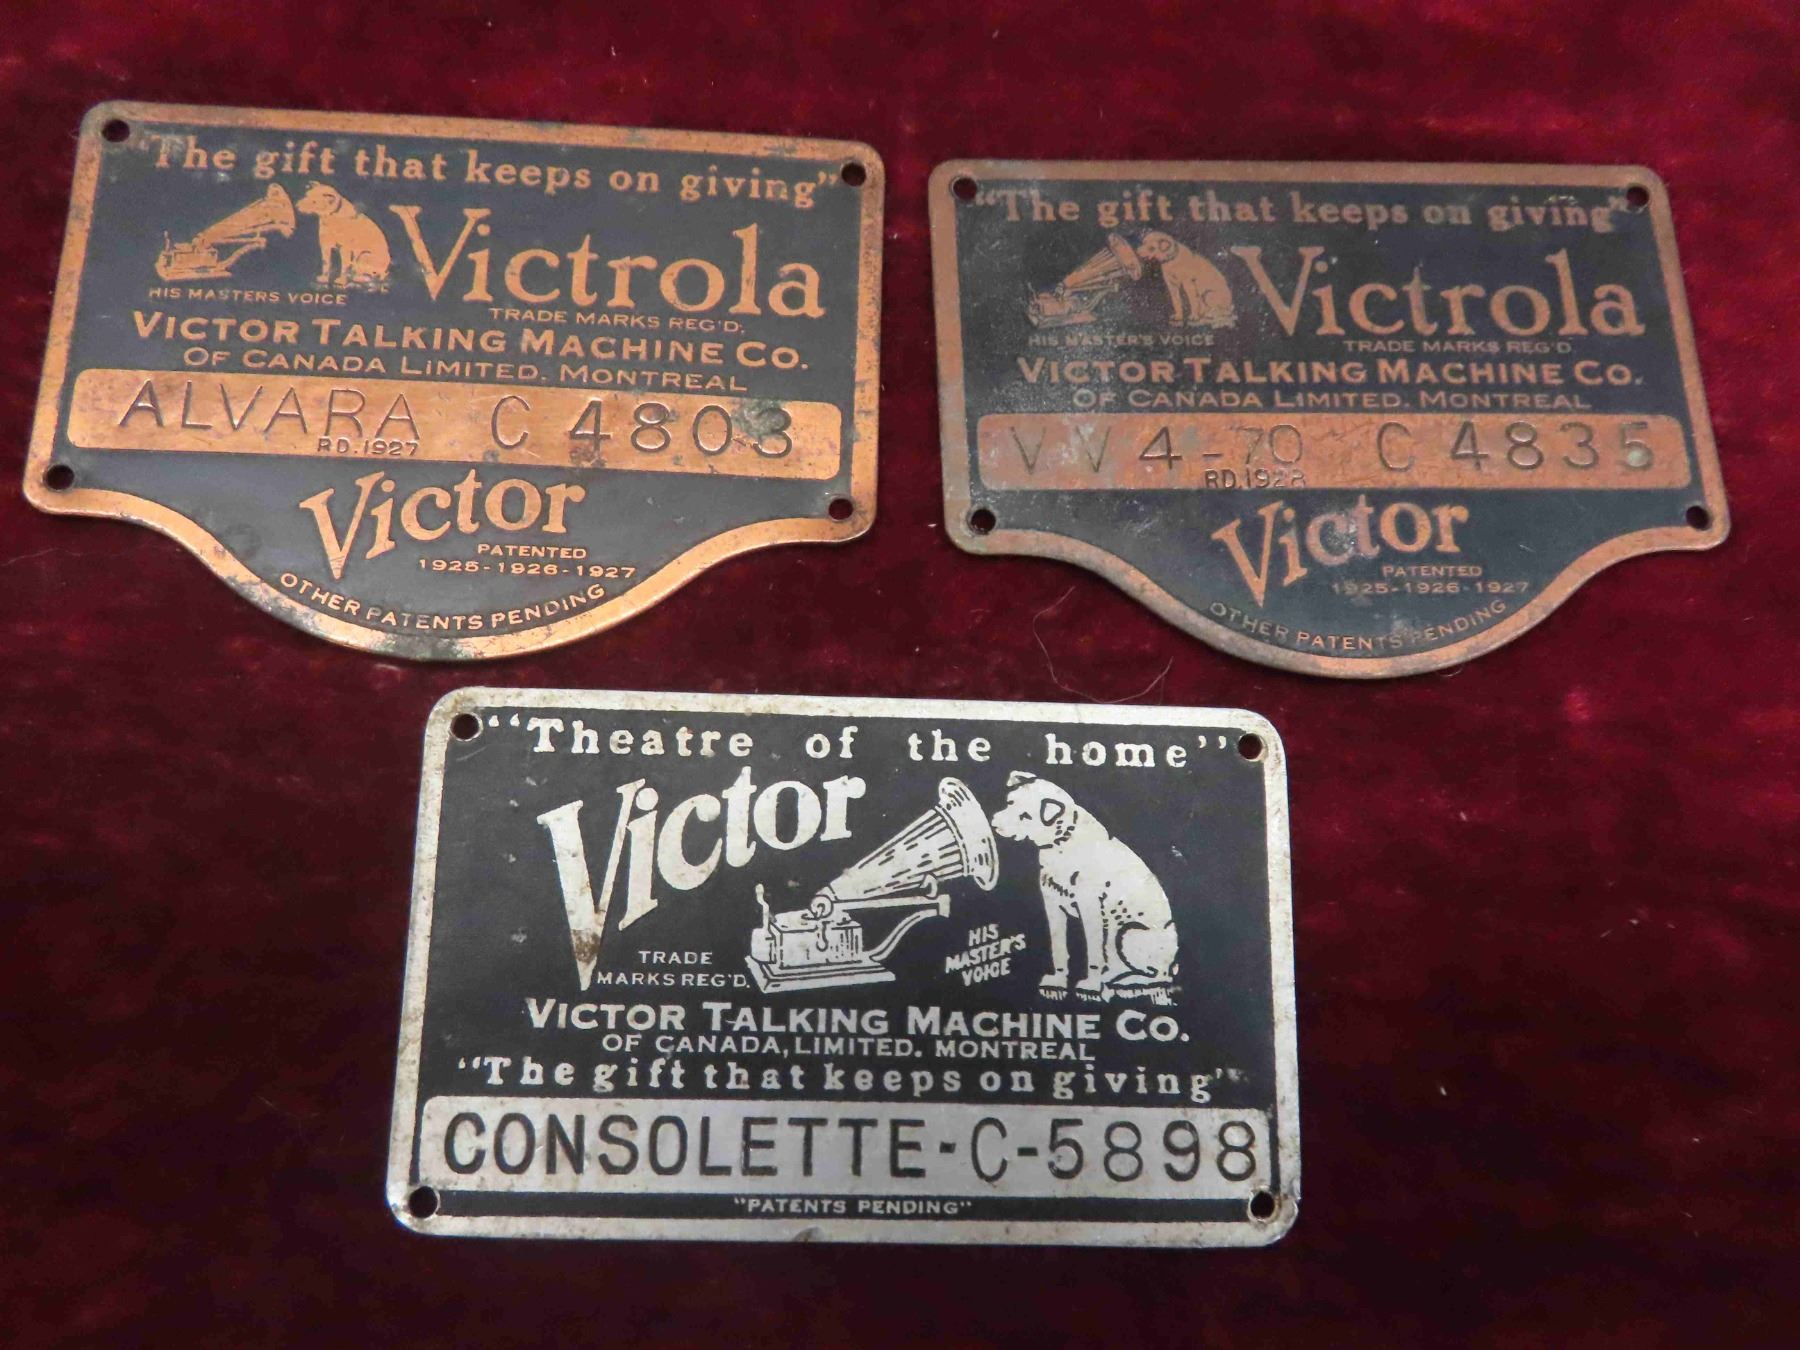 "The gift that keeps on giving"
Victrola
HIS MASTERS VOICE
TRADE MARKS REG'D.
VICTOR TALKING MACHINE CO.
OF CANADA LIMITED. MONTREAL
ALVARA C 4803
RD.1927
Victor
PATENTED
1925-1926-1927
OTHER PATENTS PENDING
"The gift that keeps on giving"
Victrola
HIS MASTER'S VOICE
TRADE MARKS REG'D
VICTOR TALKING MACHINE CO.
OF CANADA LIMITED. MONTREAL
VV 4-70 C 4835
RD.1928
Victor
PATENTED
1925-1926-1927
OTHER PATENTS PENDING
"Theatre of the home"
Victor
HIS
MASTER'S
VOICE
TRADE
MARKS REG'D.
VICTOR TALKING MACHINE CO.
OF CANADA, LIMITED. MONTREAL
"The gift that keeps on giving"
CONSOLETTE-C-5898
"PATENTS PENDING"